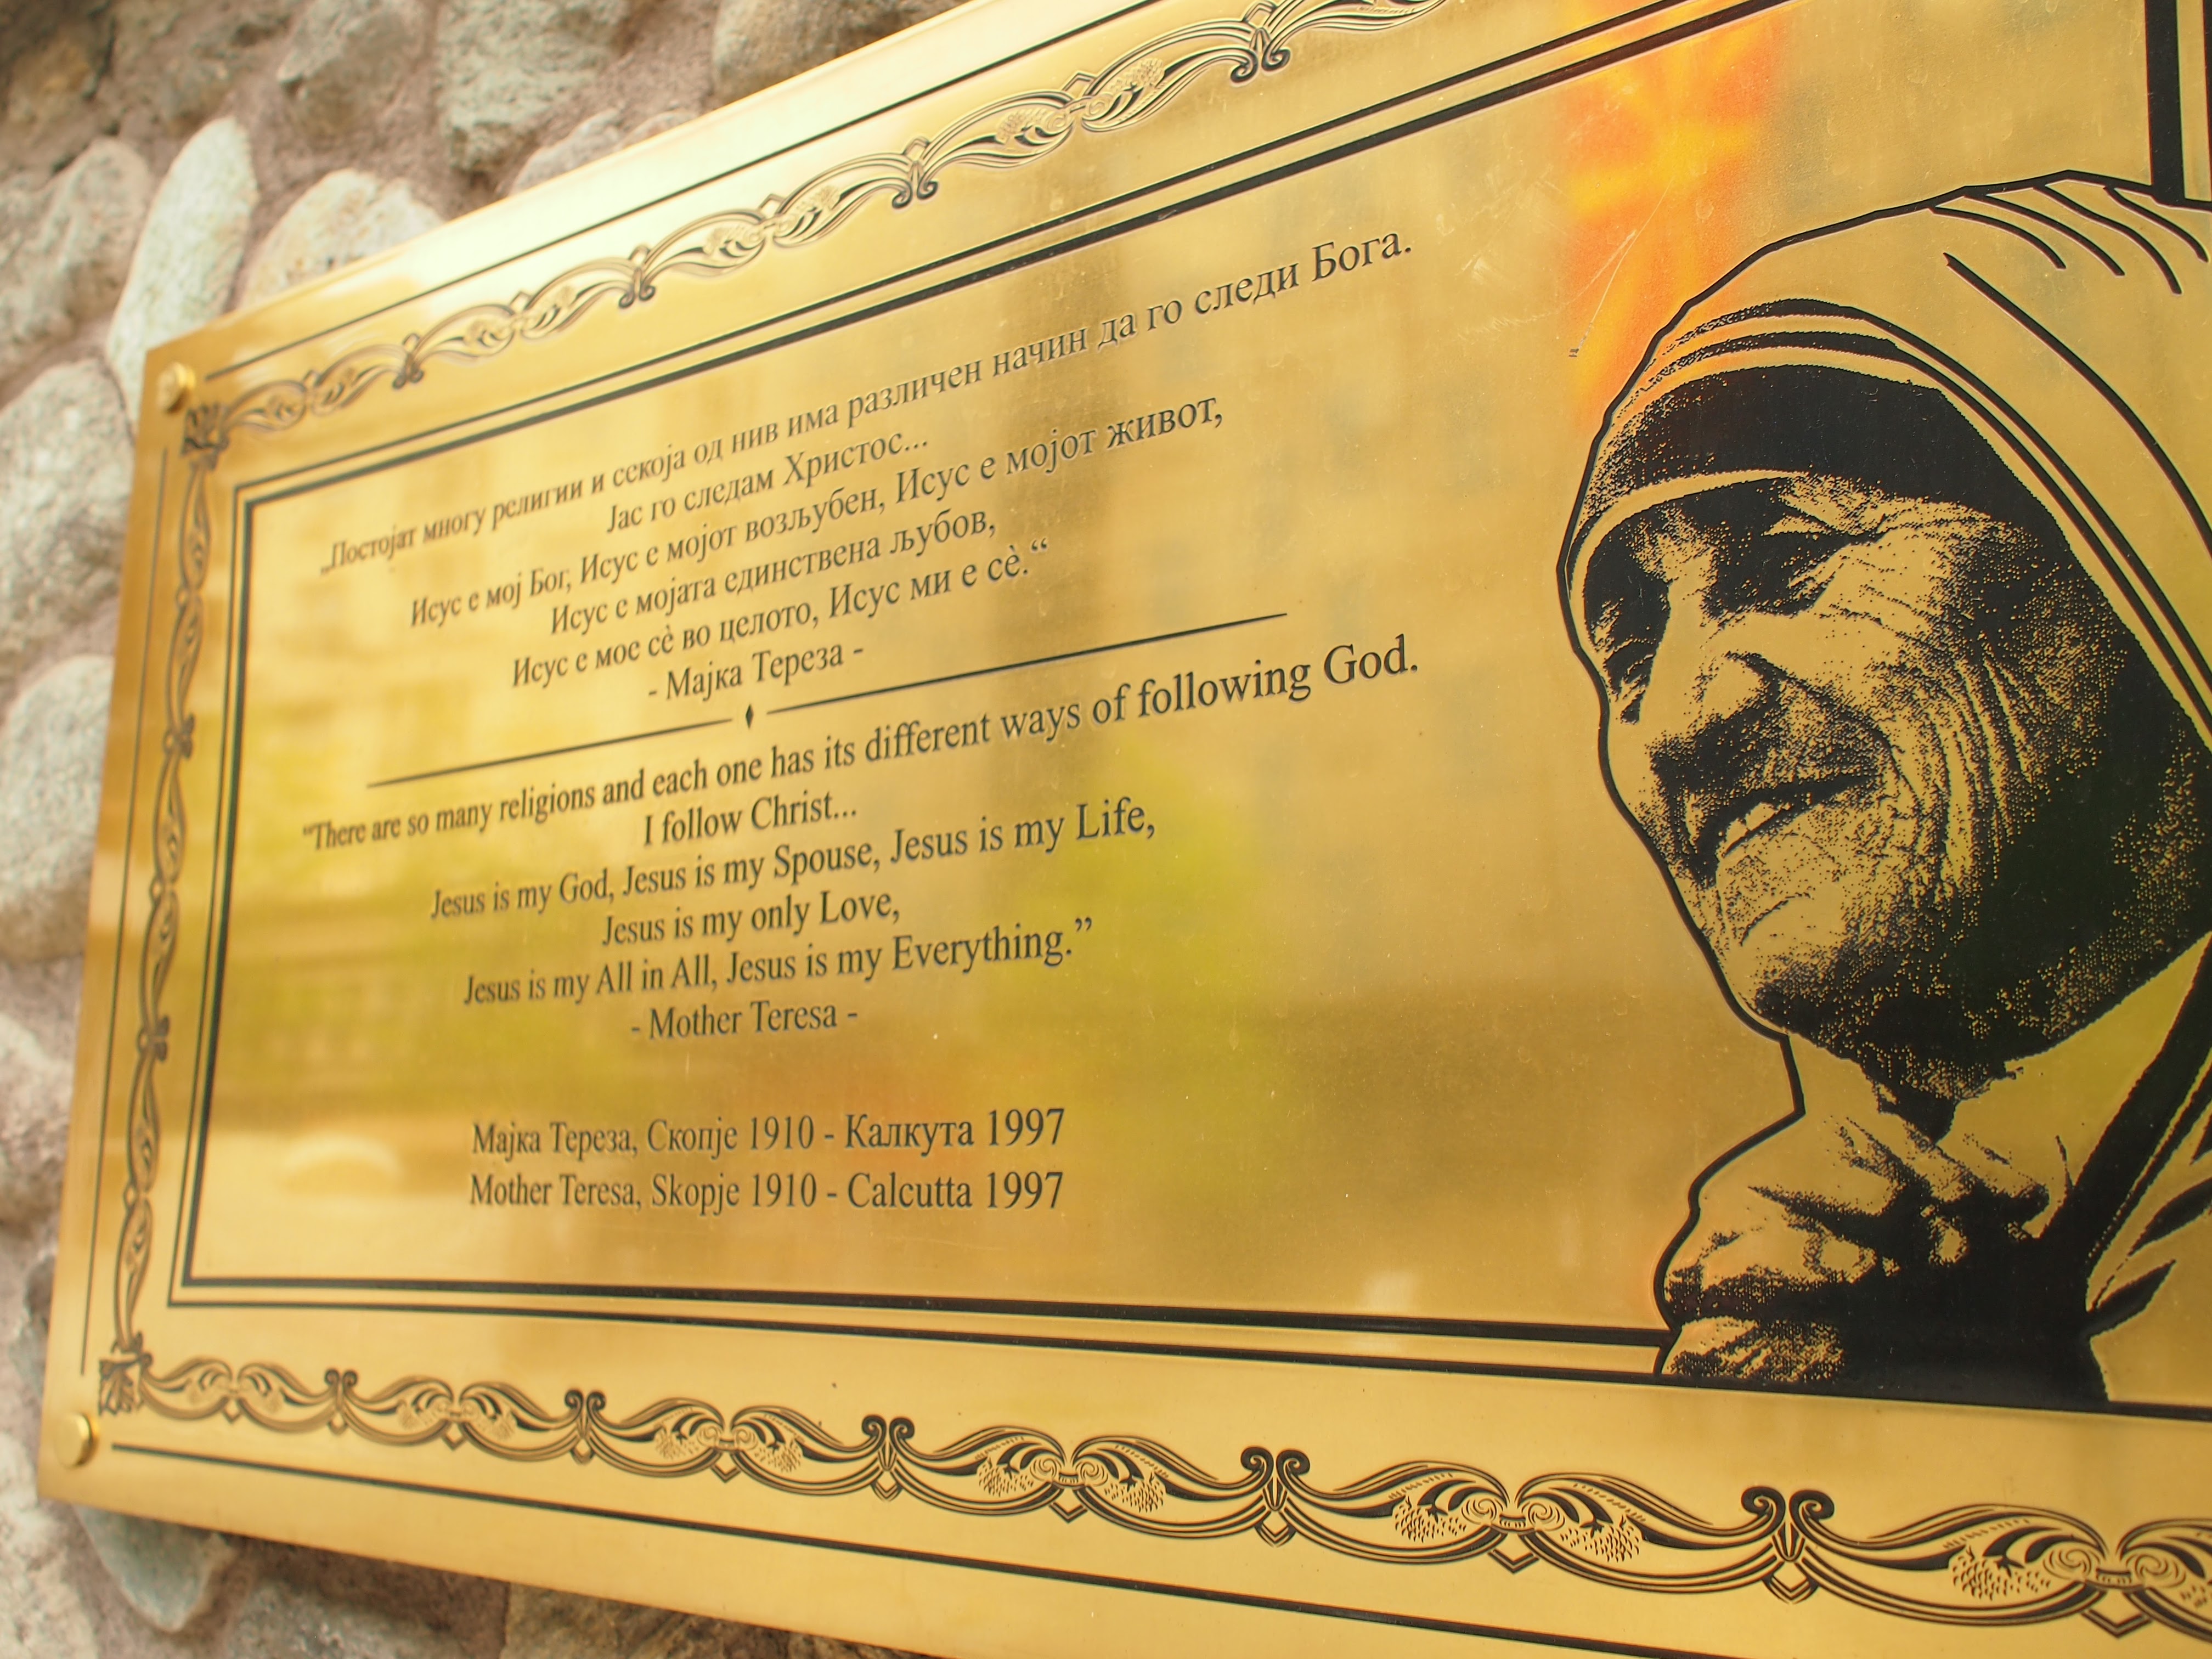 „Постојат многу религии и секоја од нив има различен начин да го следи Бога.
Јас го следам Христос...
Исус е мој Бог, Исус е мојот возљубен, Исус е мојот живот,
Исус е мојата единствена љубов,
Исус е мое сѐ во целото, Исус ми е сѐ.“
- Мајка Тереза -
"There are so many religions and each one has its different ways of following God.
I follow Christ...
Jesus is my God, Jesus is my Spouse, Jesus is my Life,
Jesus is my only Love,
Jesus is my All in All, Jesus is my Everything.”
- Mother Teresa -
Мајка Тереза, Скопје 1910 - Калкута 1997
Mother Teresa, Skopje 1910 - Calcutta 1997